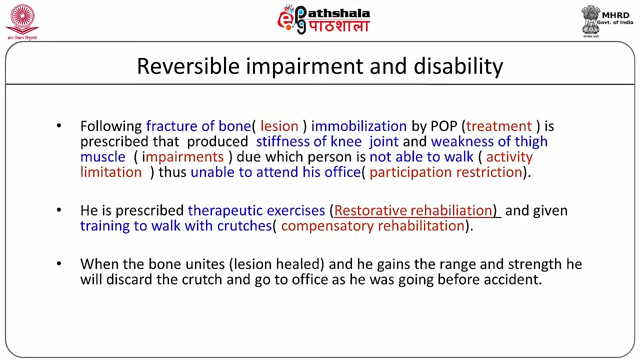 Pathshala
पाठशाला
MHRD
Govt. of India
Reversible impairment and disability
• Following fracture of bone( lesion ) immobilization by POP (treatment ) is
prescribed that produced stiffness of knee joint and weakness of thigh
muscle ( impairments ) due which person is not able to walk ( activity
limitation ) thus unable to attend his office( participation restriction).
• He is prescribed therapeutic exercises (Restorative rehabiliation) and given
training to walk with crutches( compensatory rehabilitation).
• When the bone unites (lesion healed) and he gains the range and strength he
will discard the crutch and go to office as he was going before accident.